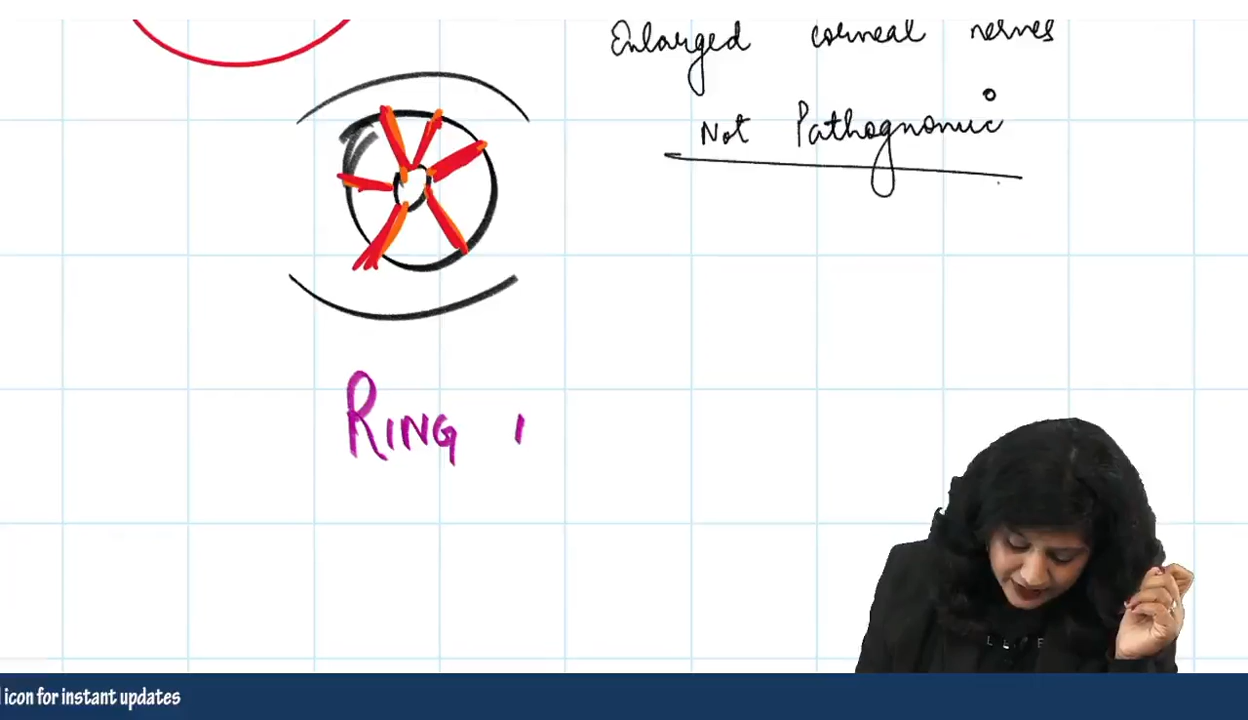 Enlarged corneal nerves
Not Pathognomic
RING
icon for instant updates